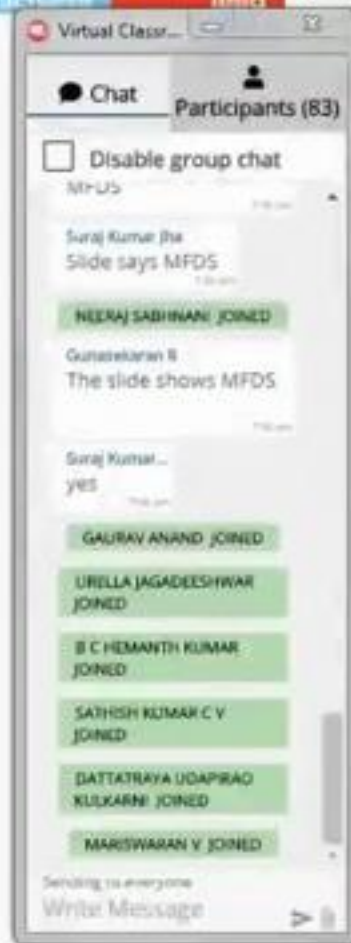 Virtual Classr...
Chat
Participants (83)
Disable group chat
MFDS
Suraj Kumar Jha
Slide says MFDS
NEERAJ SABHNANI JOINED
Gunasekaran R
The slide shows MFDS
Suraj Kumar...
yes
GAURAV ANAND JOINED
URELLA JAGADEESHWAR
JOINED
B C HEMANTH KUMAR
JOINED
SATHISH KUMAR C V
JOINED
DATTATRAYA UDAPIRAO
KULKARNI JOINED
MARISWARAN V JOINED
Sending to everyone
Write Message